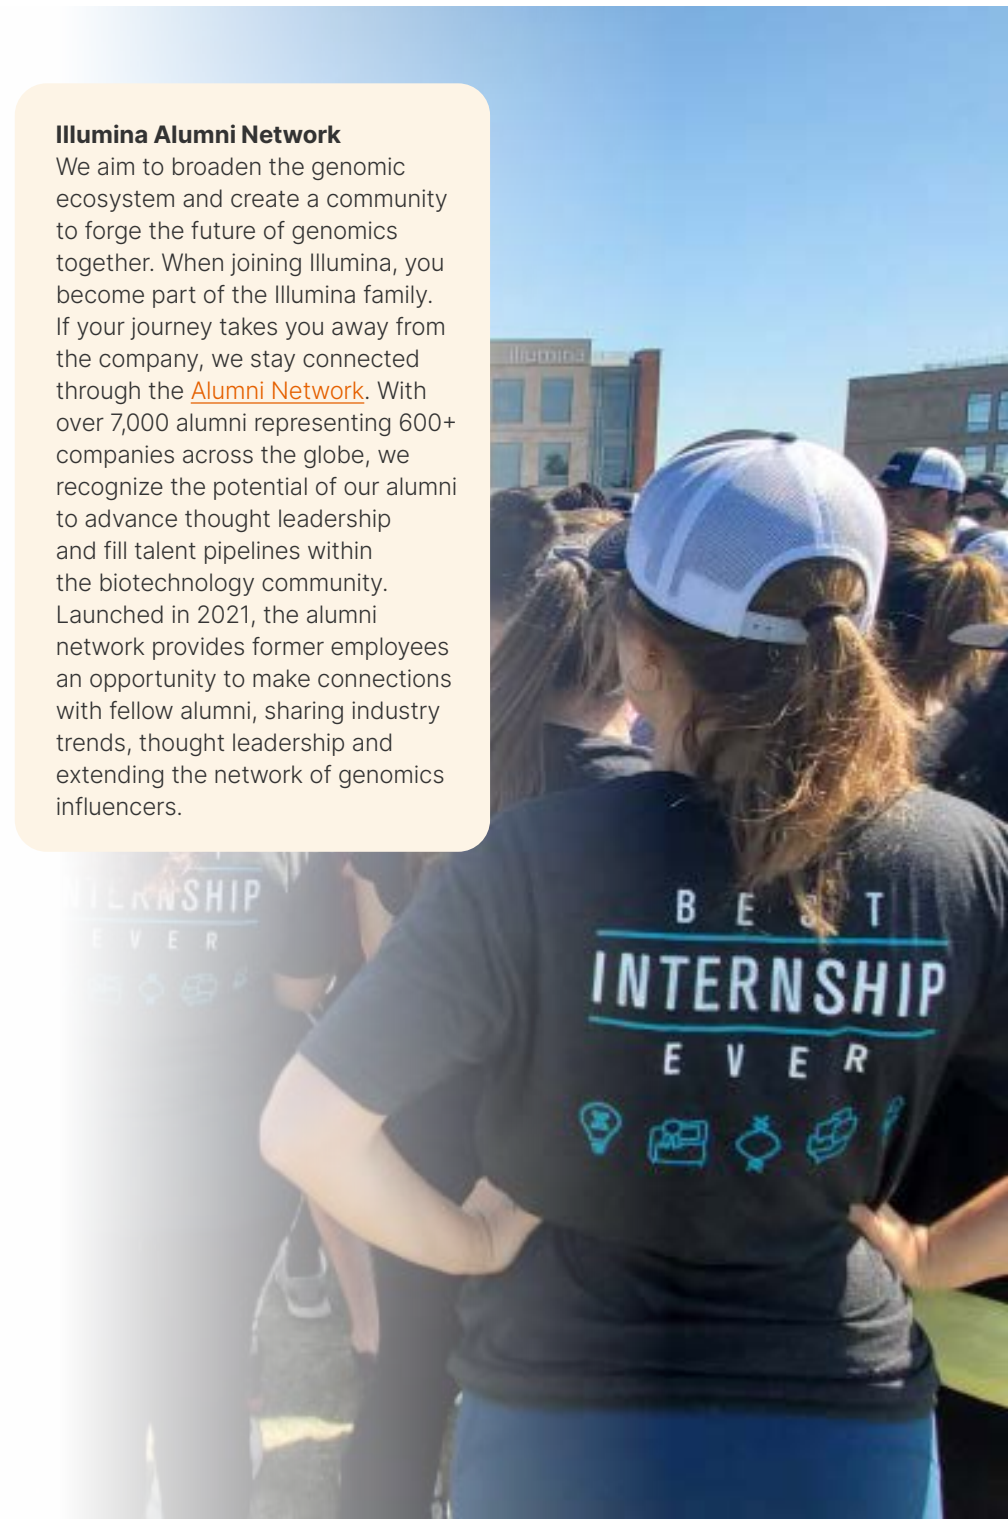 Illumina Alumni Network
We aim to broaden the genomic
ecosystem and create a community
to forge the future of genomics
together. When joining Illumina, you
become part of the Illumina family.
If your journey takes you away from
the company, we stay connected
through the Alumni Network. With
over 7,000 alumni representing 600+
companies across the globe, we
recognize the potential of our alumni
to advance thought leadership
and fill talent pipelines within
the biotechnology community.
Launched in 2021, the alumni
network provides former employees
an opportunity to make connections
with fellow alumni, sharing industry
trends, thought leadership and
extending the network of genomics
influencers.
illumina
BEST
INTERNSHIP
EVER
INTERNSHIP
EVER